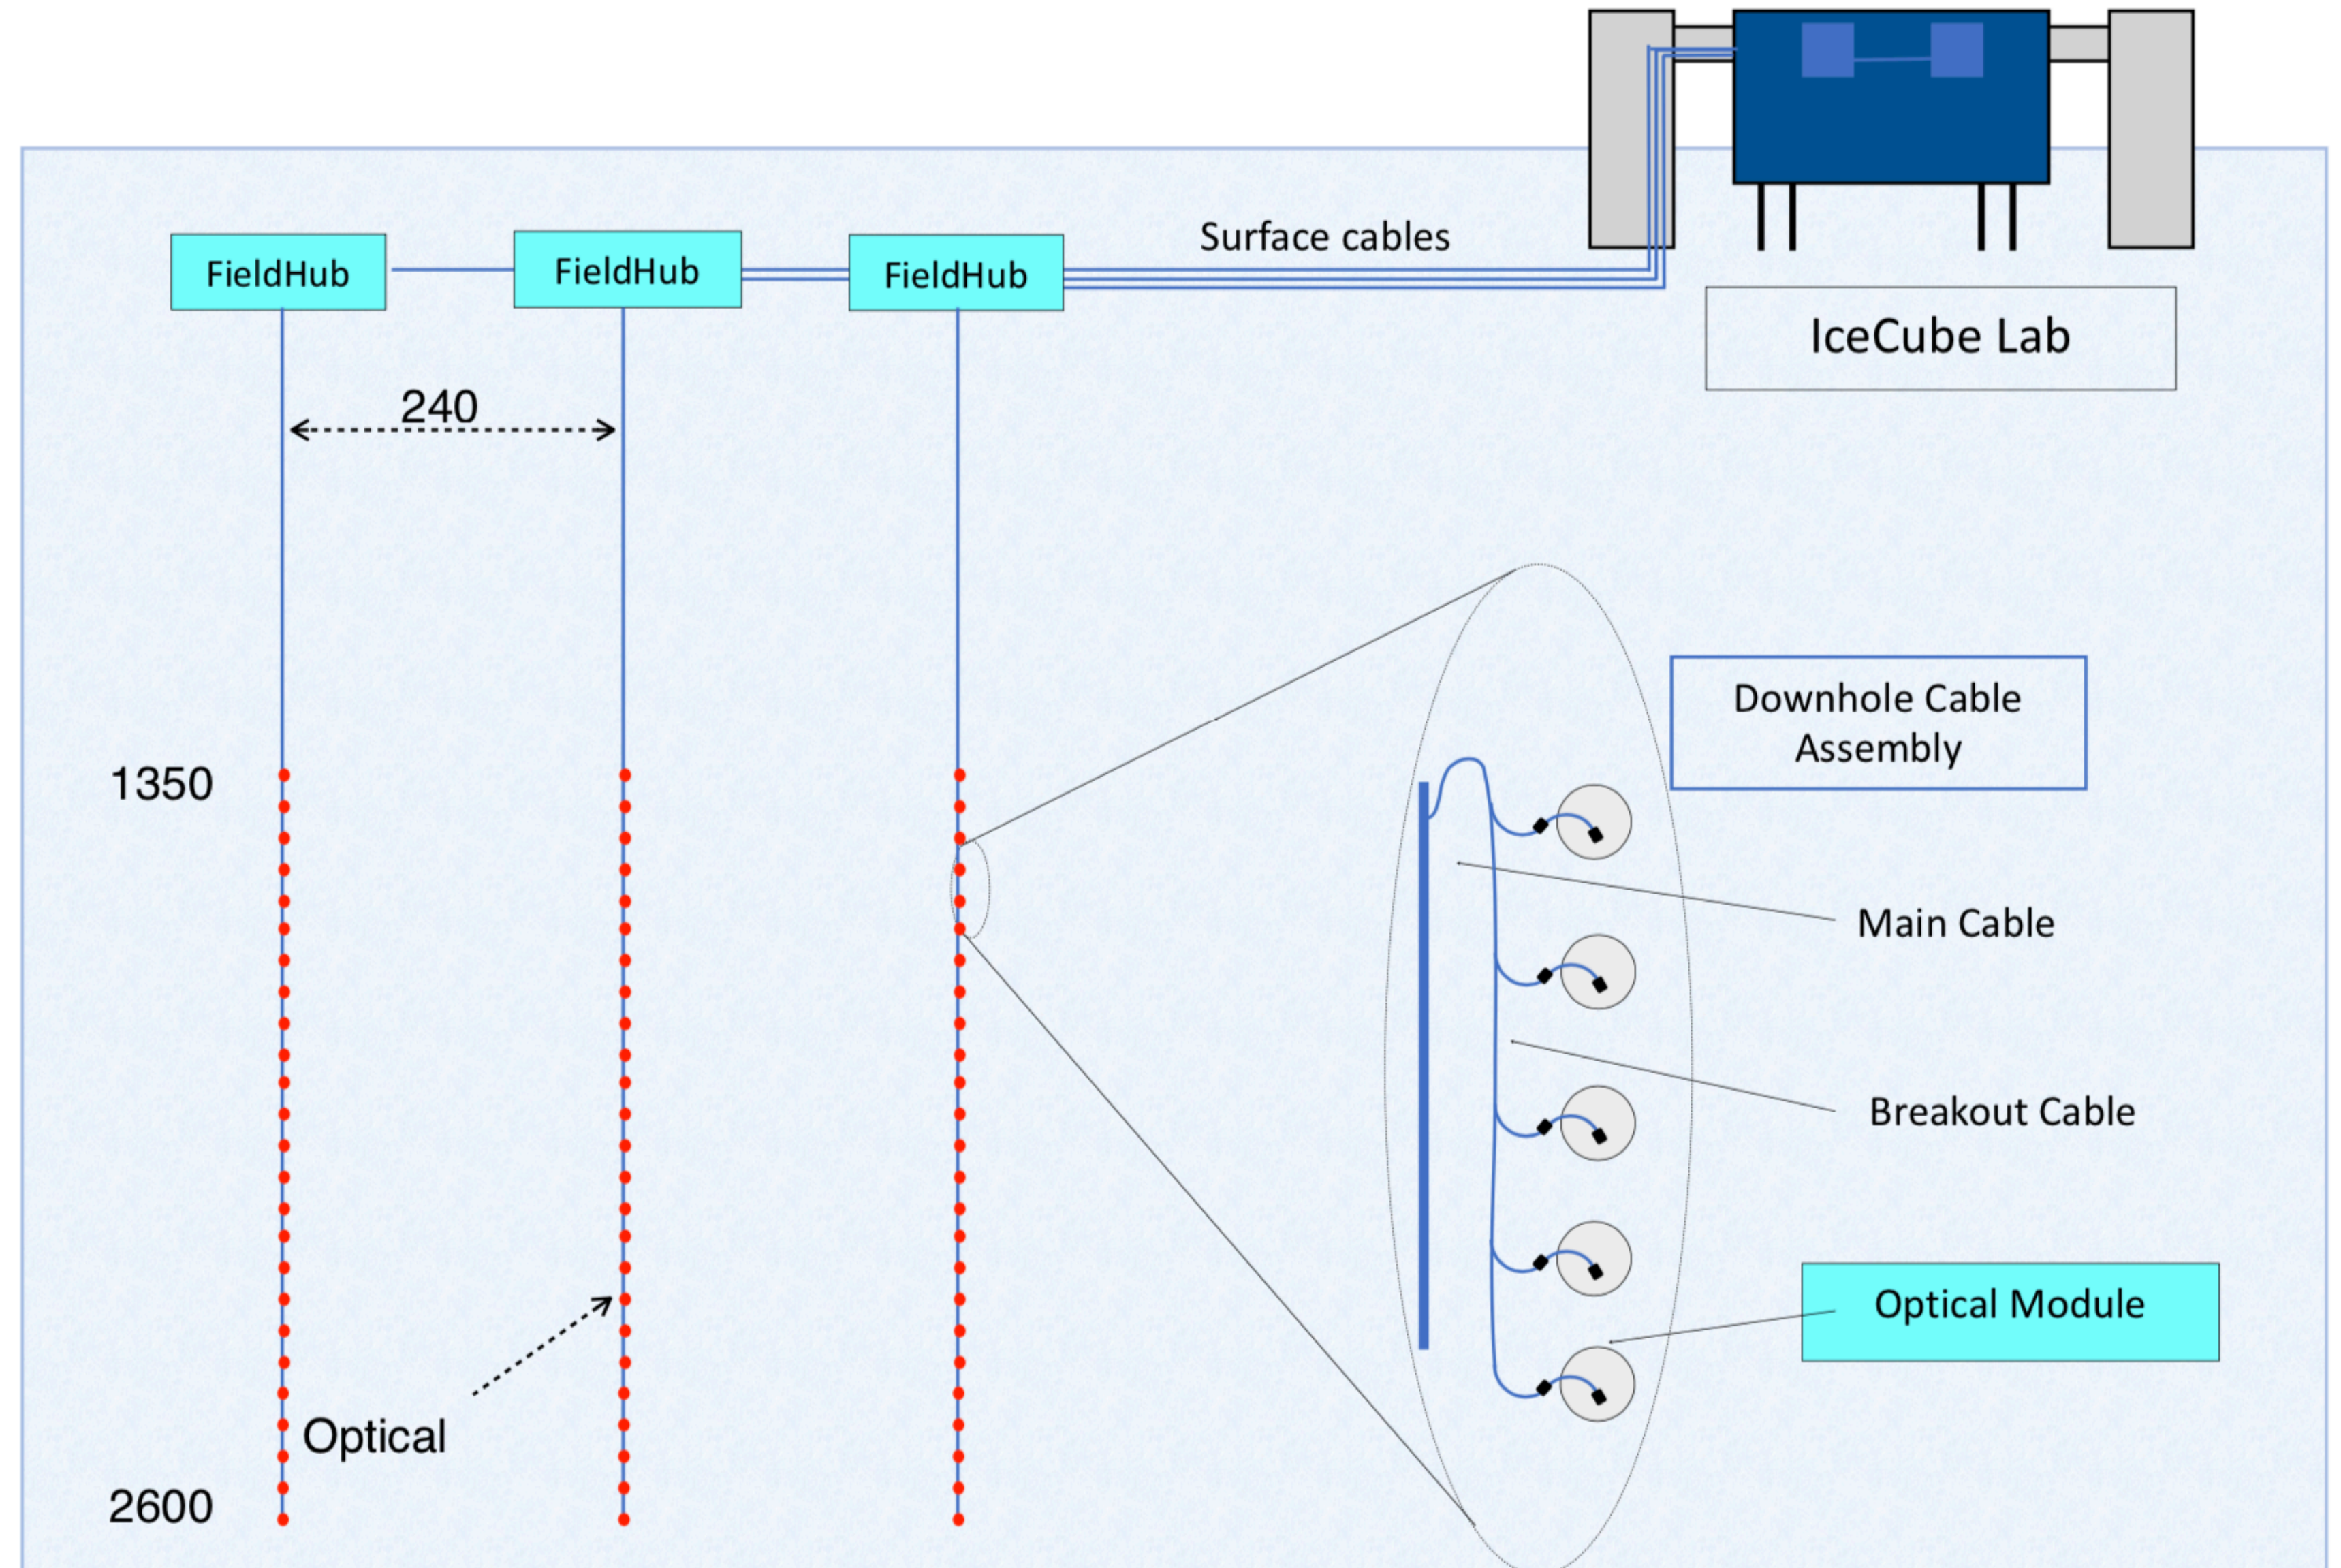 Surface cables
FieldHub
FieldHub
FieldHub
IceCube Lab
240
Downhole Cable
Assembly
1350
Main Cable
Breakout Cable
Optical Module
Optical
2600